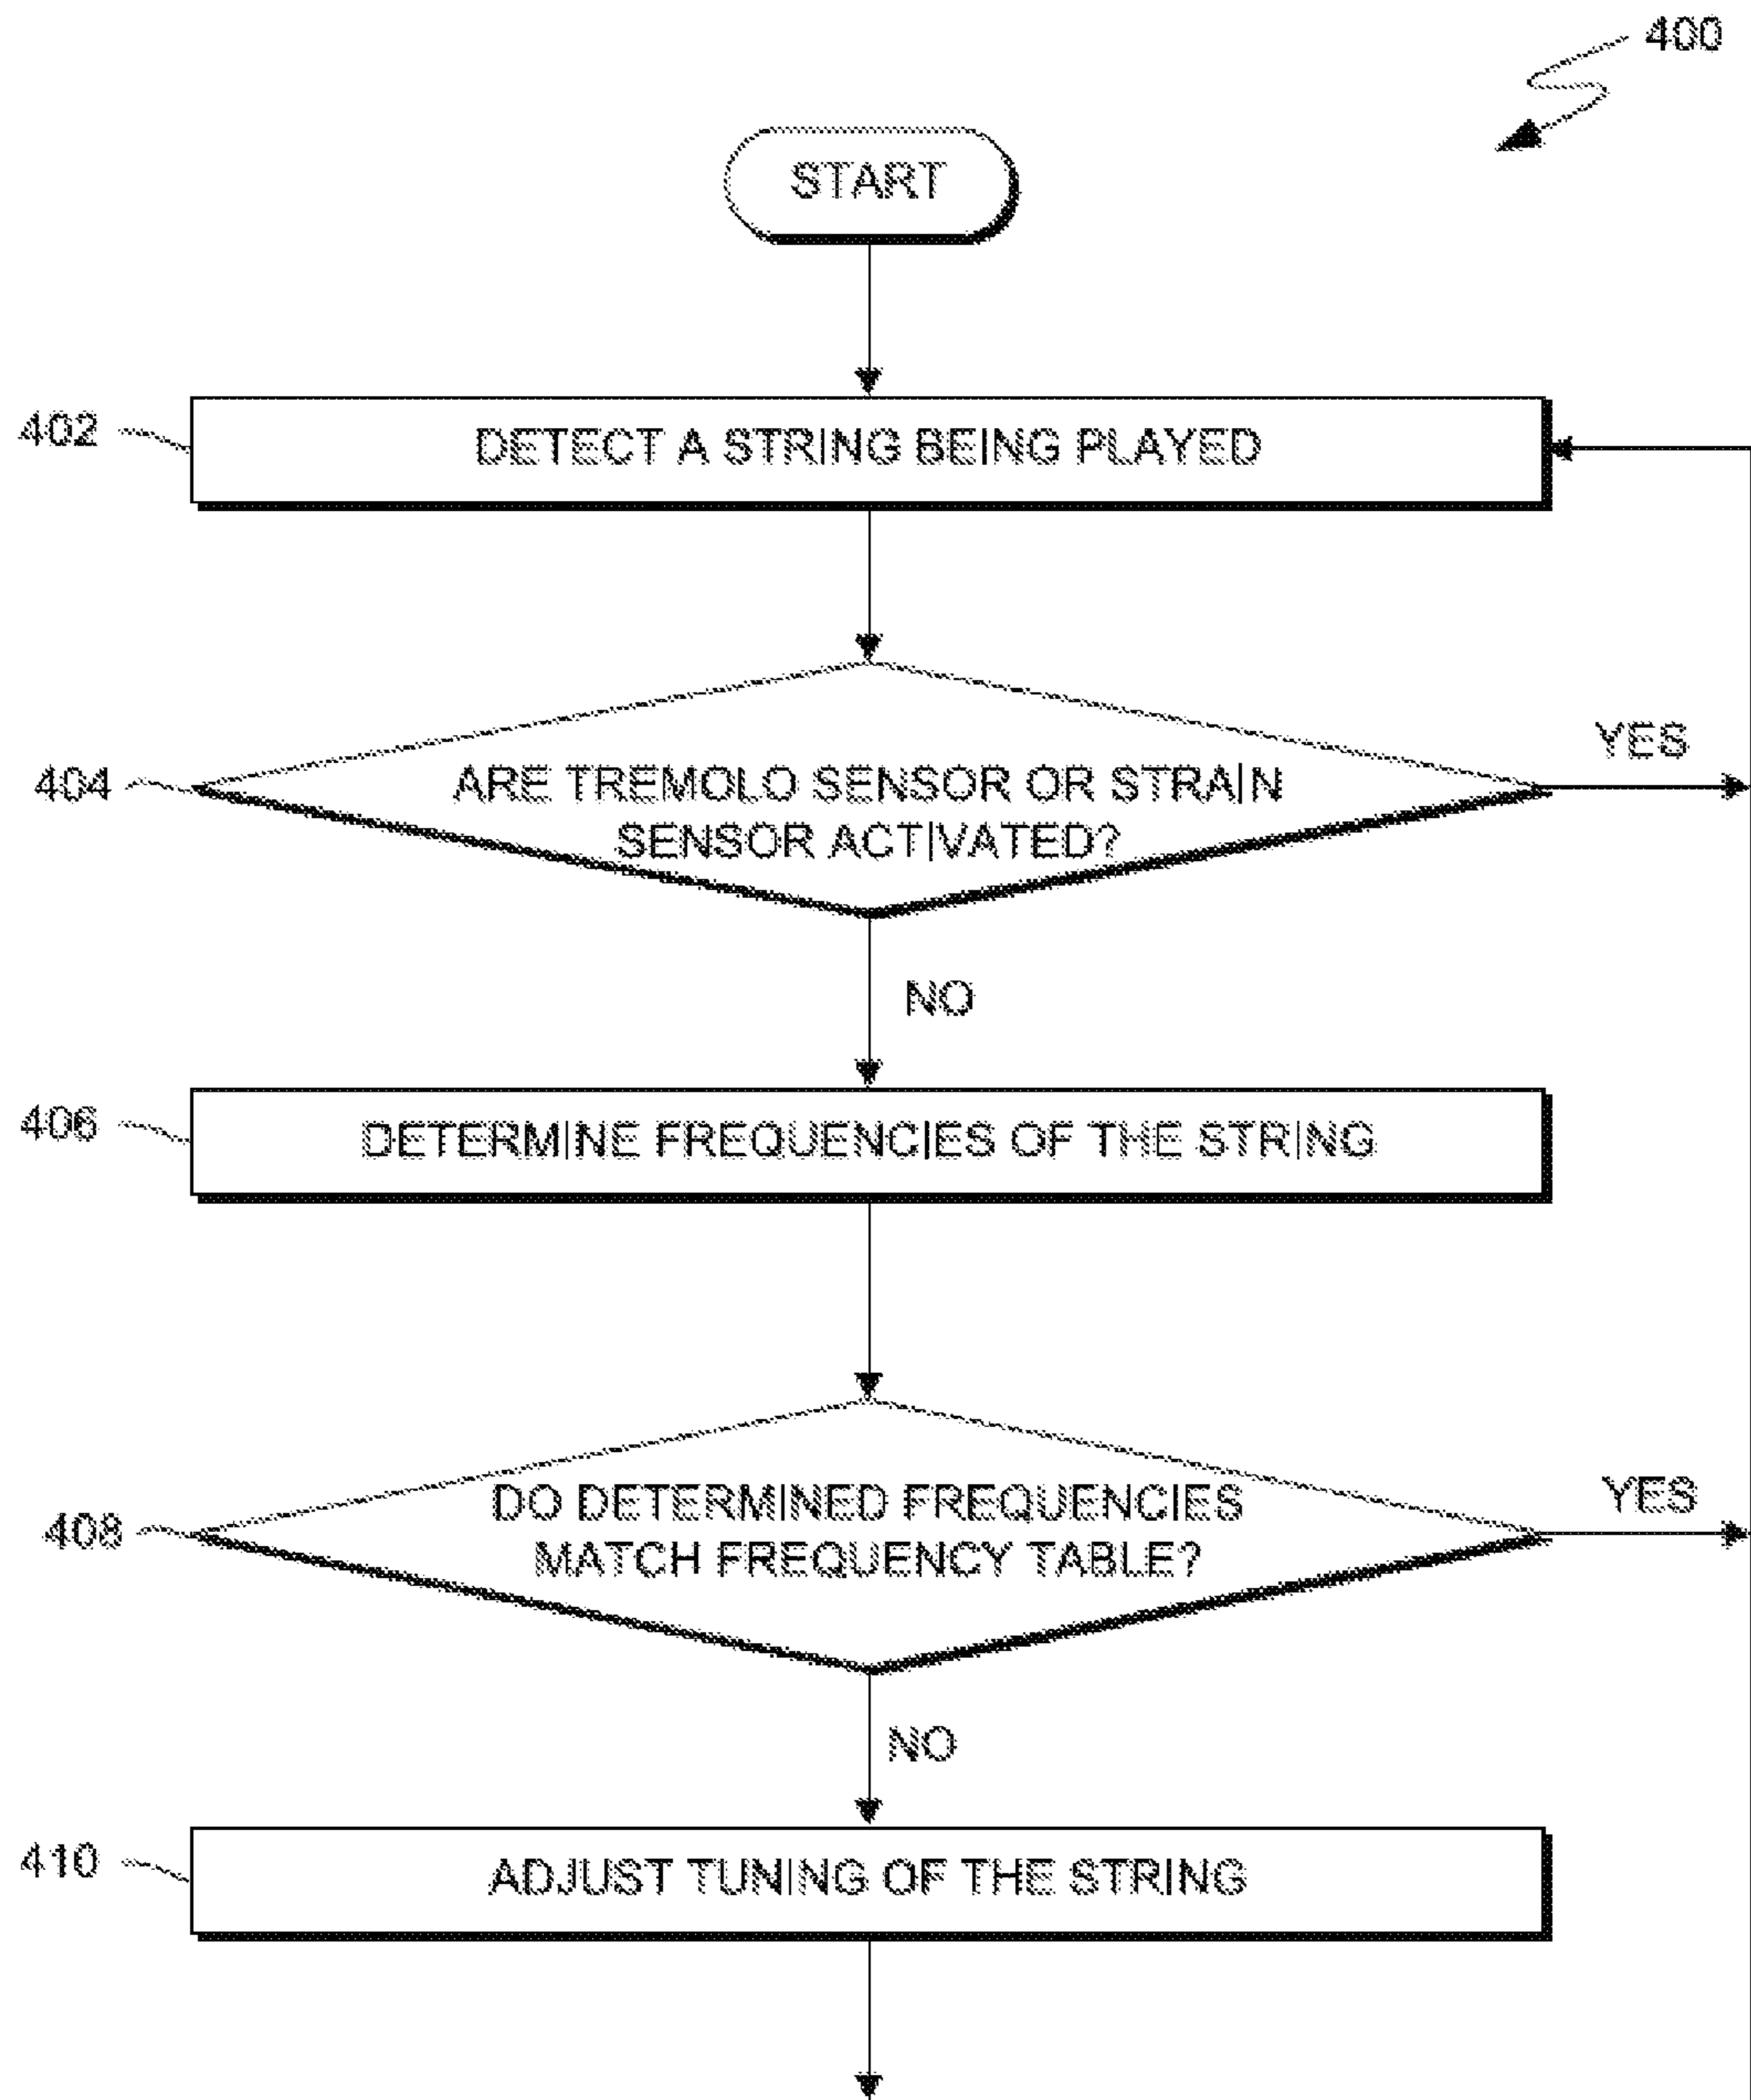 400
START
402
DETECT A STRING BEING PLAYED
404
ARE TREMOLO SENSOR OR STRAIN
SENSOR ACTIVATED?
YES
NO
406
DETERMINE FREQUENCIES OF THE STRING
408
DO DETERMINED FREQUENCIES
MATCH FREQUENCY TABLE?
YES
NO
410
ADJUST TUNING OF THE STRING